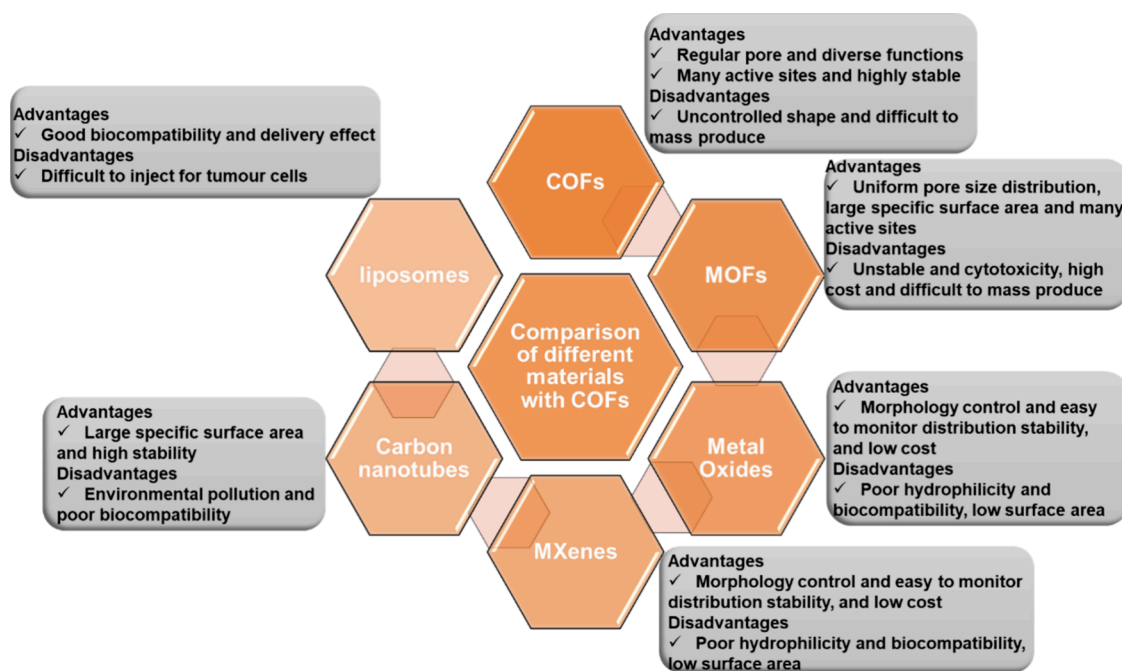 Advantages
✓ Regular pore and diverse functions
✓ Many active sites and highly stable
Disadvantages
✓ Uncontrolled shape and difficult to
mass produce
Advantages
✓ Good biocompatibility and delivery effect
Disadvantages
✓ Difficult to inject for tumour cells
COFs
Advantages
✓ Uniform pore size distribution,
large specific surface area and many
active sites
Disadvantages
✓ Unstable and cytotoxicity, high
cost and difficult to mass produce
liposomes
MOFs
Comparison
of different
materials
with COFs
Advantages
✓ Large specific surface area
and high stability
Disadvantages
✓ Environmental pollution and
poor biocompatibility
Carbon
nanotubes
Metal
Oxides
Advantages
✓ Morphology control and easy
to monitor distribution stability,
and low cost
Disadvantages
✓ Poor hydrophilicity and
biocompatibility, low surface area
MXenes
Advantages
✓ Morphology control and easy to monitor
distribution stability, and low cost
Disadvantages
✓ Poor hydrophilicity and biocompatibility,
low surface area